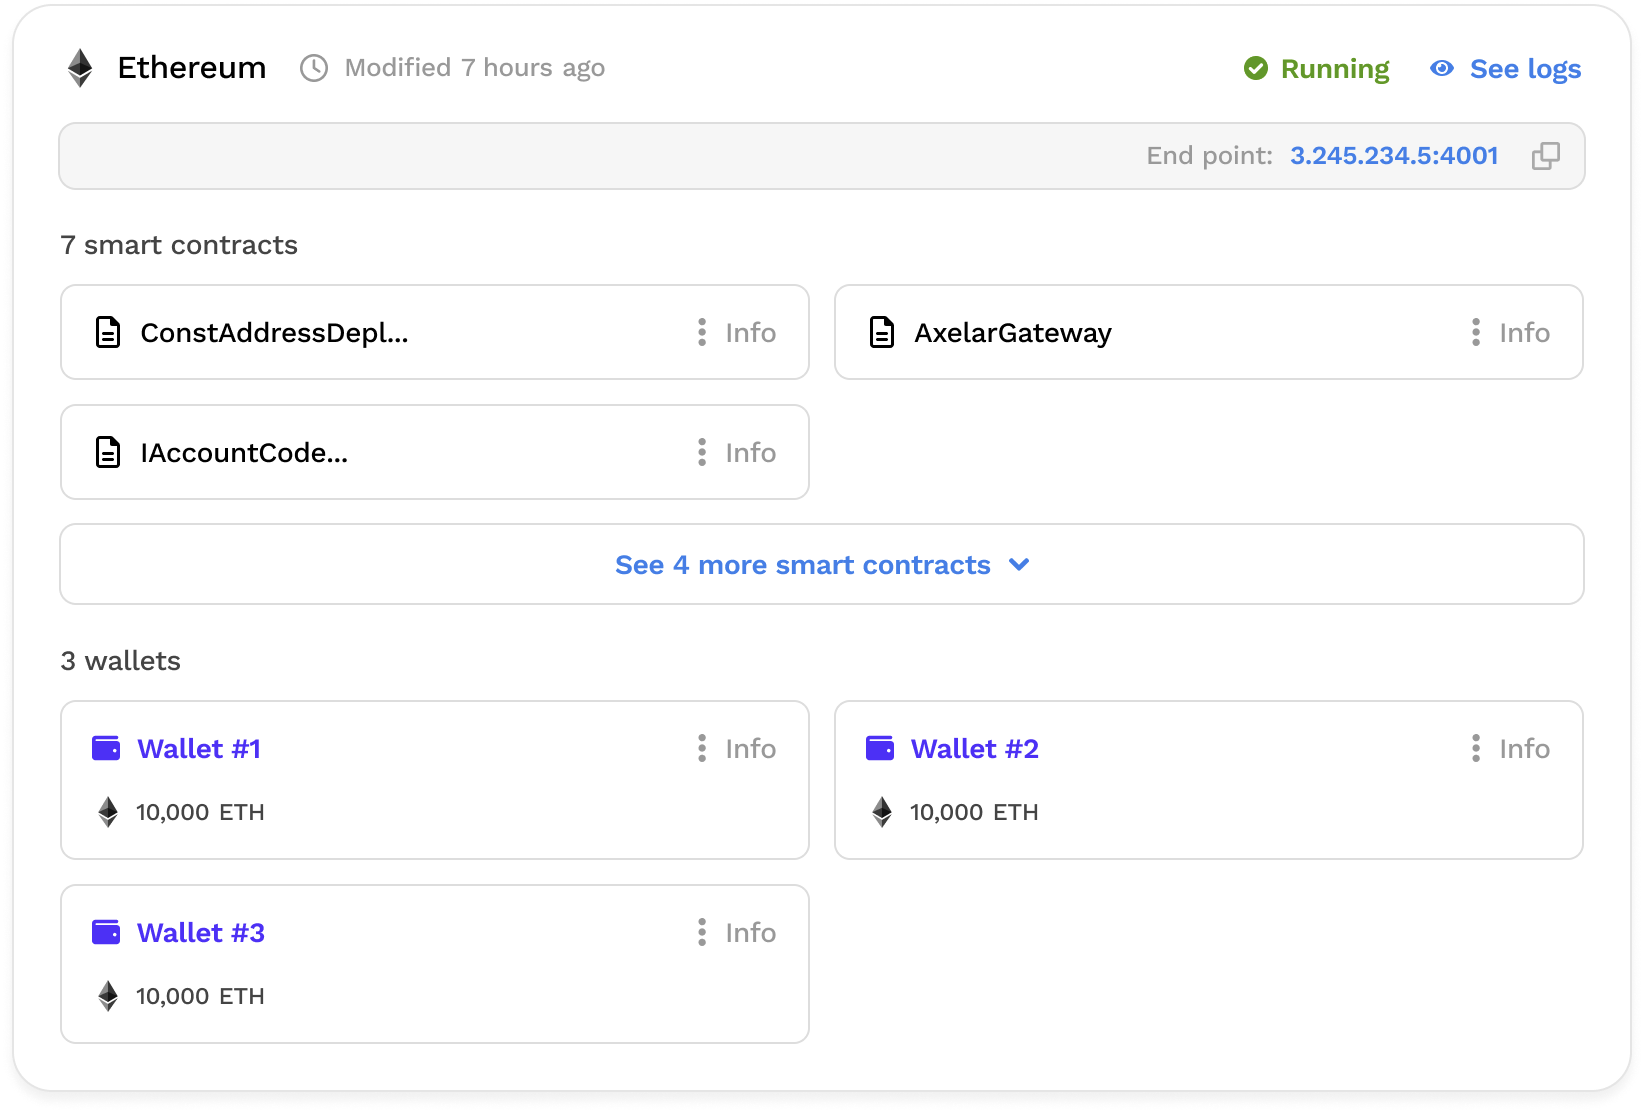 Ethereum Modified 7 hours ago Running See logs
End point: 3.245.234.5:4001
7 smart contracts
ConstAddressDepl... Info
AxelarGateway Info
IAccountCode... Info
See 4 more smart contracts
3 wallets
Wallet #1 Info
10,000 ETH
Wallet #2 Info
10,000 ETH
Wallet #3 Info
10,000 ETH